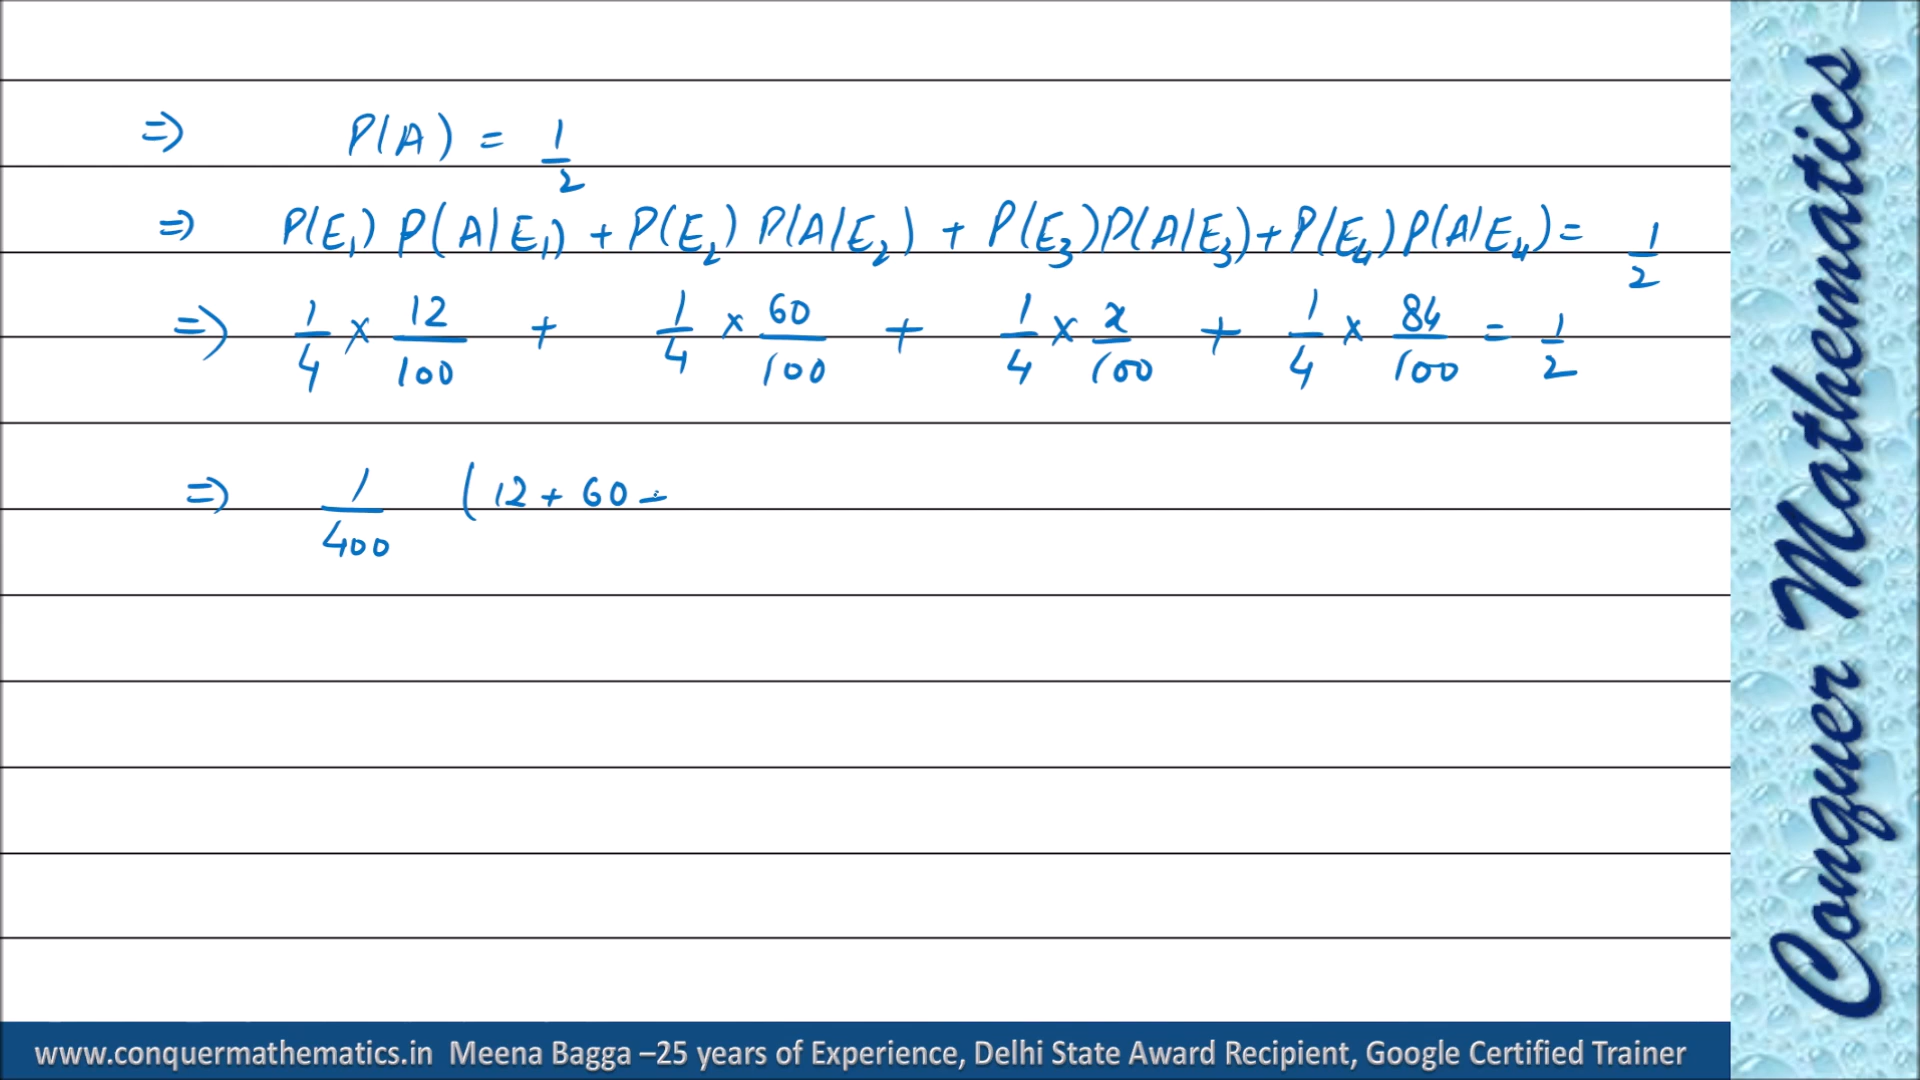 ⇒ P(A) = 1/2
⇒ P(E₁) P(A|E₁) + P(E₂) P(A|E₂) + P(E₃) P(A|E₃) + P(E₄) P(A|E₄) = 1/2
⇒ 1/4 × 12/100 + 1/4 × 60/100 + 1/4 × x/100 + 1/4 × 84/100 = 1/2
⇒ 1/400 (12 + 60 -
Conquer Mathematics
www.conquermathematics.in Meena Bagga –25 years of Experience, Delhi State Award Recipient, Google Certified Trainer